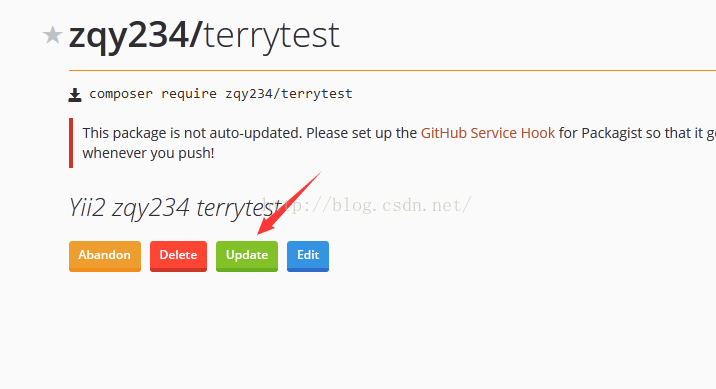 zqy234/terrytest
composer require zqy234/terrytest
This package is not auto-updated. Please set up the GitHub Service Hook for Packagist so that it g
whenever you push!
Yii2 zqy234 terrytest
http://blog.csdn.net/
Abandon Delete Update Edit